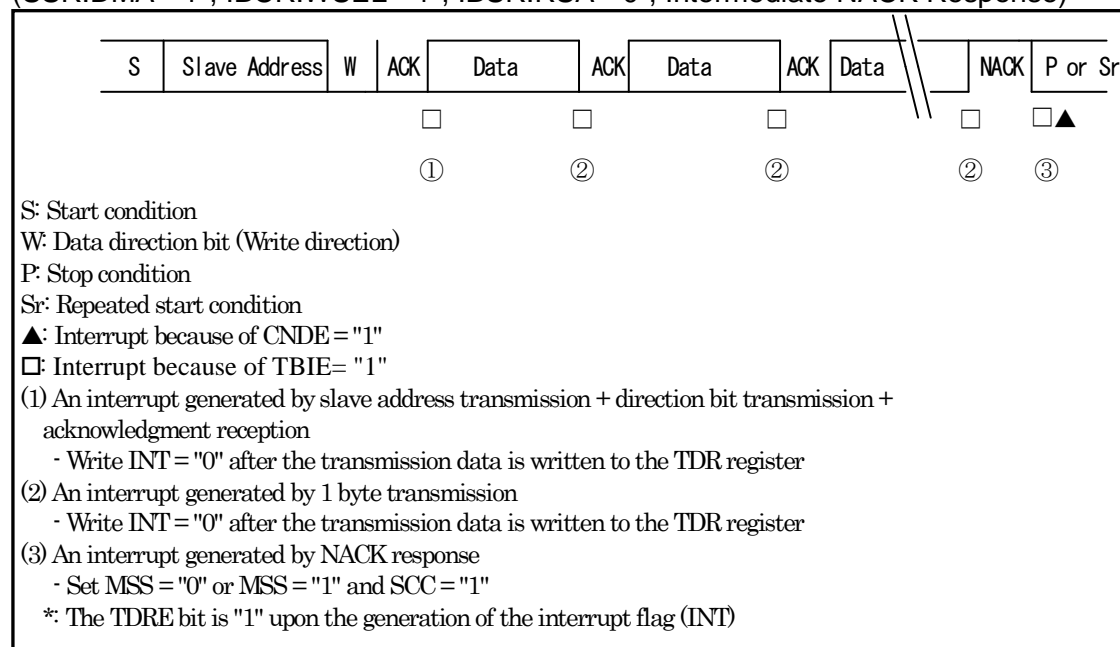 (SSR:DMA="1", IBCR:WSEL="1", IBSR:RSA="0", Intermediate NACK Response)
S Slave Address W ACK Data ACK Data ACK Data NACK P or Sr
□ □ □ □ □▲
① ② ② ② ③
S: Start condition
W: Data direction bit (Write direction)
P: Stop condition
Sr: Repeated start condition
▲: Interrupt because of CNDE = "1"
□: Interrupt because of TBIE= "1"
(1) An interrupt generated by slave address transmission + direction bit transmission +
acknowledgment reception
- Write INT = "0" after the transmission data is written to the TDR register
(2) An interrupt generated by 1 byte transmission
- Write INT = "0" after the transmission data is written to the TDR register
(3) An interrupt generated by NACK response
- Set MSS = "0" or MSS = "1" and SCC = "1"
*: The TDRE bit is "1" upon the generation of the interrupt flag (INT)